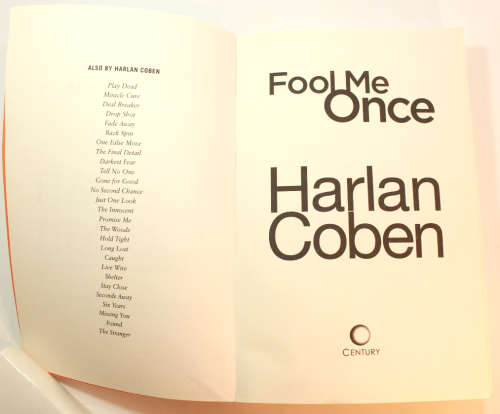 ALSO BY HARLAN COBEN
Play Dead
Miracle Cure
Deal Breaker
Drop Shot
Fade Away
Back Spin
One False Move
The Final Detail
Darkest Fear
Tell No One
Gone for Good
No Second Chance
Just One Look
The Innocent
Promise Me
The Woods
Hold Tight
Long Lost
Caught
Live Wire
Shelter
Stay Close
Seconds Away
Six Years
Missing You
Found
The Stranger
Fool Me
Once
Harlan
Coben
CENTURY